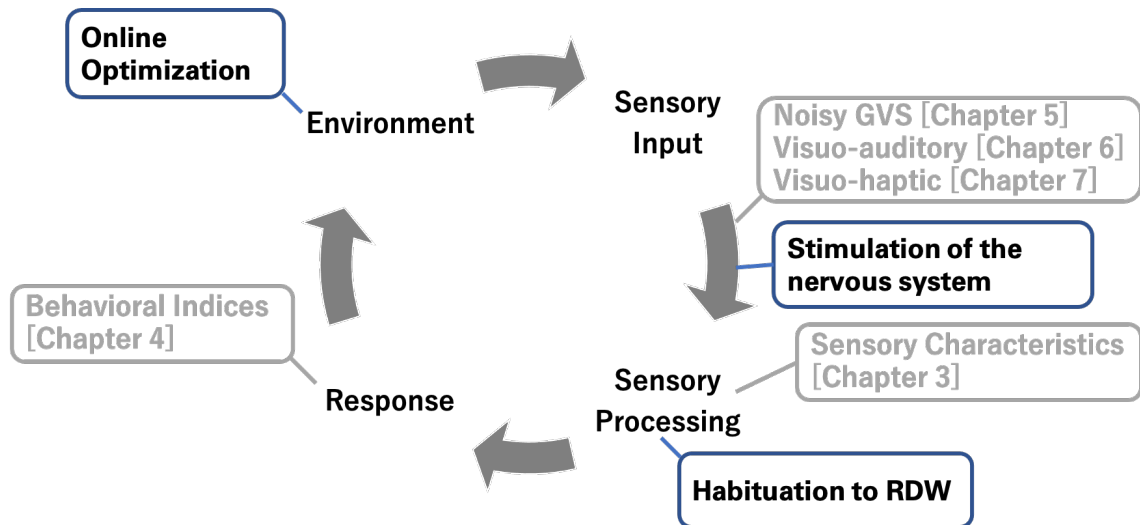 Online
Optimization
Environment
Sensory
Input
Noisy GVS [Chapter 5]
Visuo-auditory [Chapter 6]
Visuo-haptic [Chapter 7]
Stimulation of the
nervous system
Sensory Characteristics
[Chapter 3]
Sensory
Processing
Habituation to RDW
Response
Behavioral Indices
[Chapter 4]